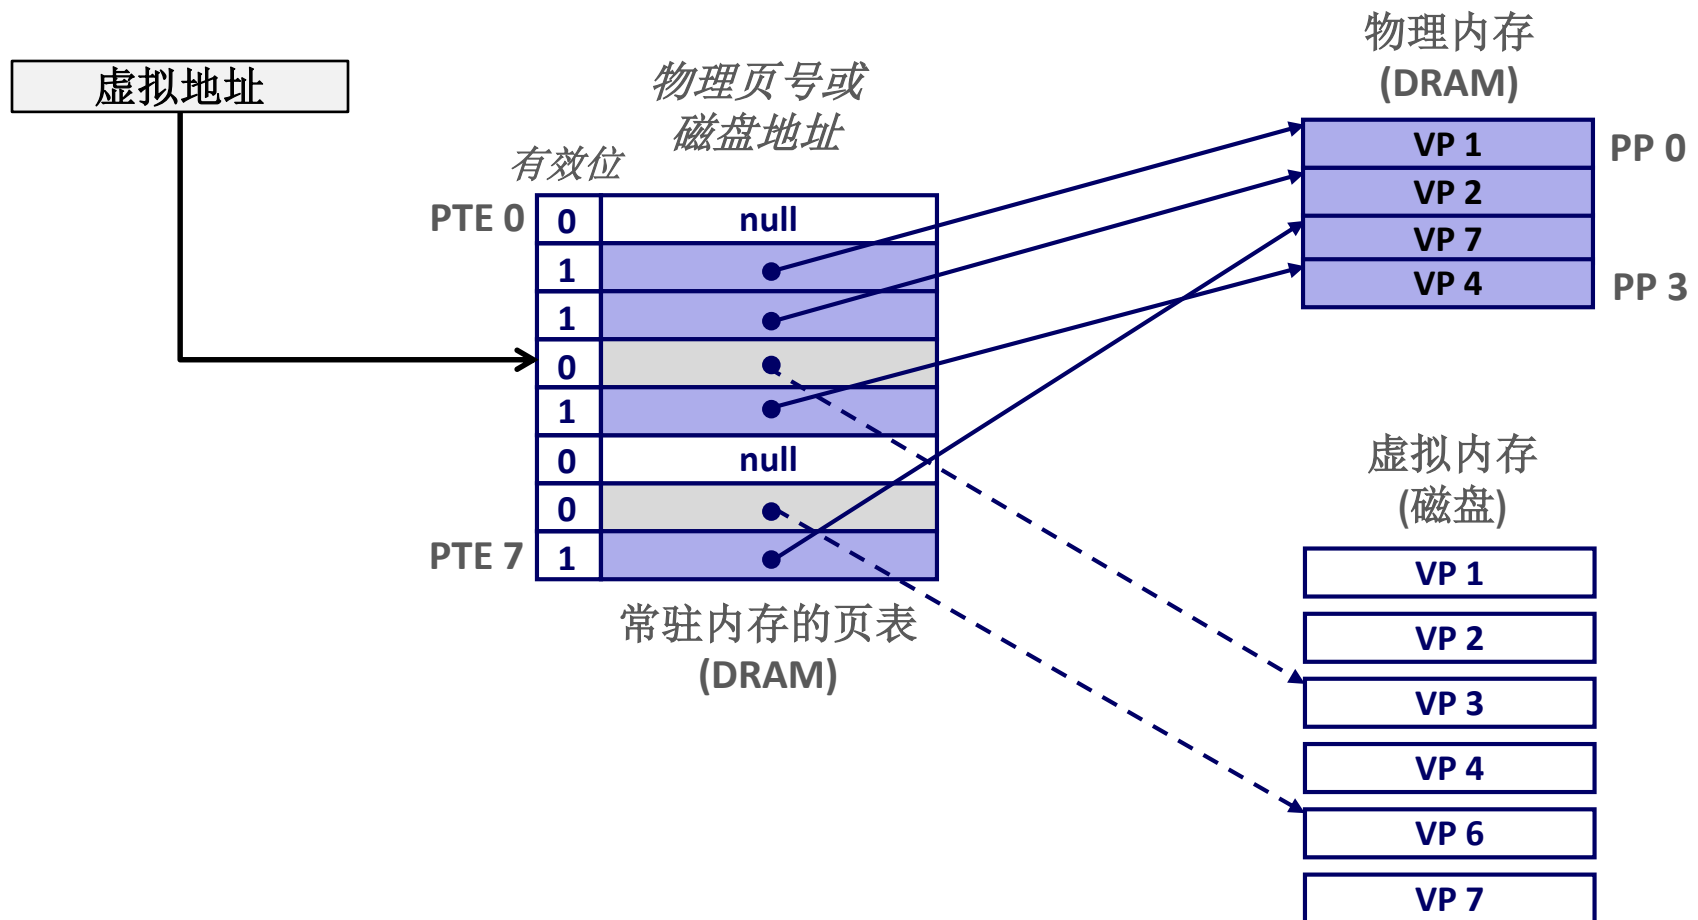 虚拟地址
物理页号或
磁盘地址
有效位
PTE 0
0
null
1
1
0
1
0
null
0
PTE 7
1
常驻内存的页表
(DRAM)
物理内存
(DRAM)
VP 1
PP 0
VP 2
VP 7
VP 4
PP 3
虚拟内存
(磁盘)
VP 1
VP 2
VP 3
VP 4
VP 6
VP 7